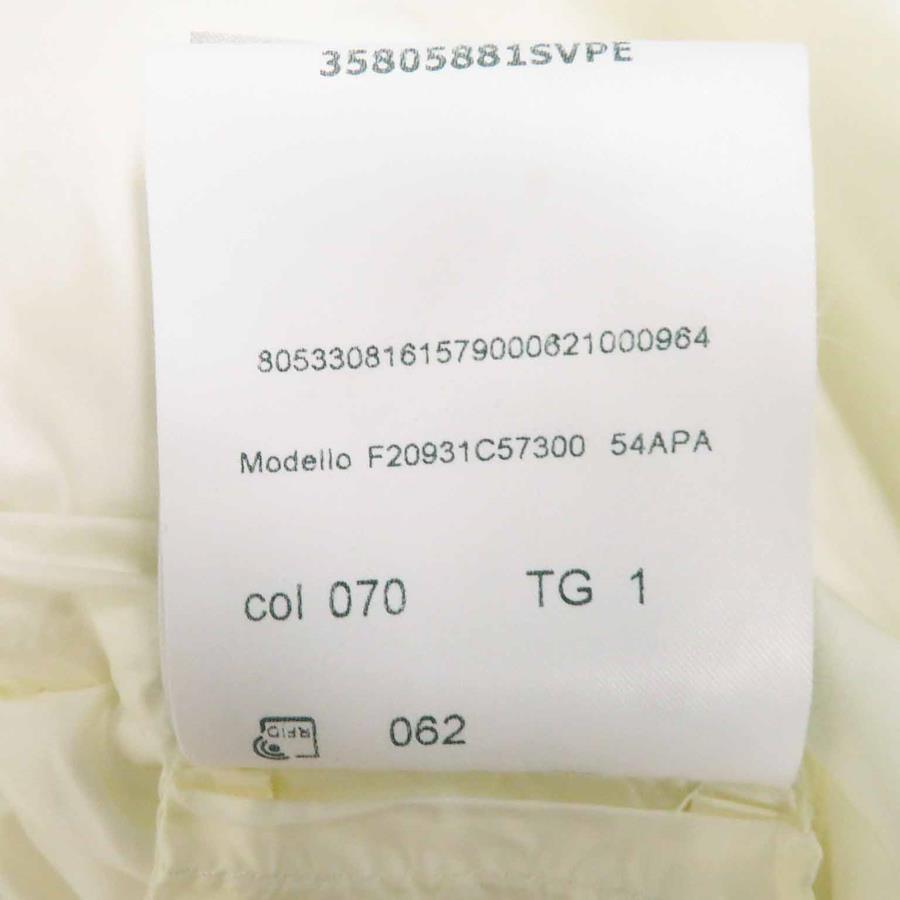 35805881SVPE
8053308161579000621000964
Modello F20931C57300 54APA
col 070 TG 1
RFID 062